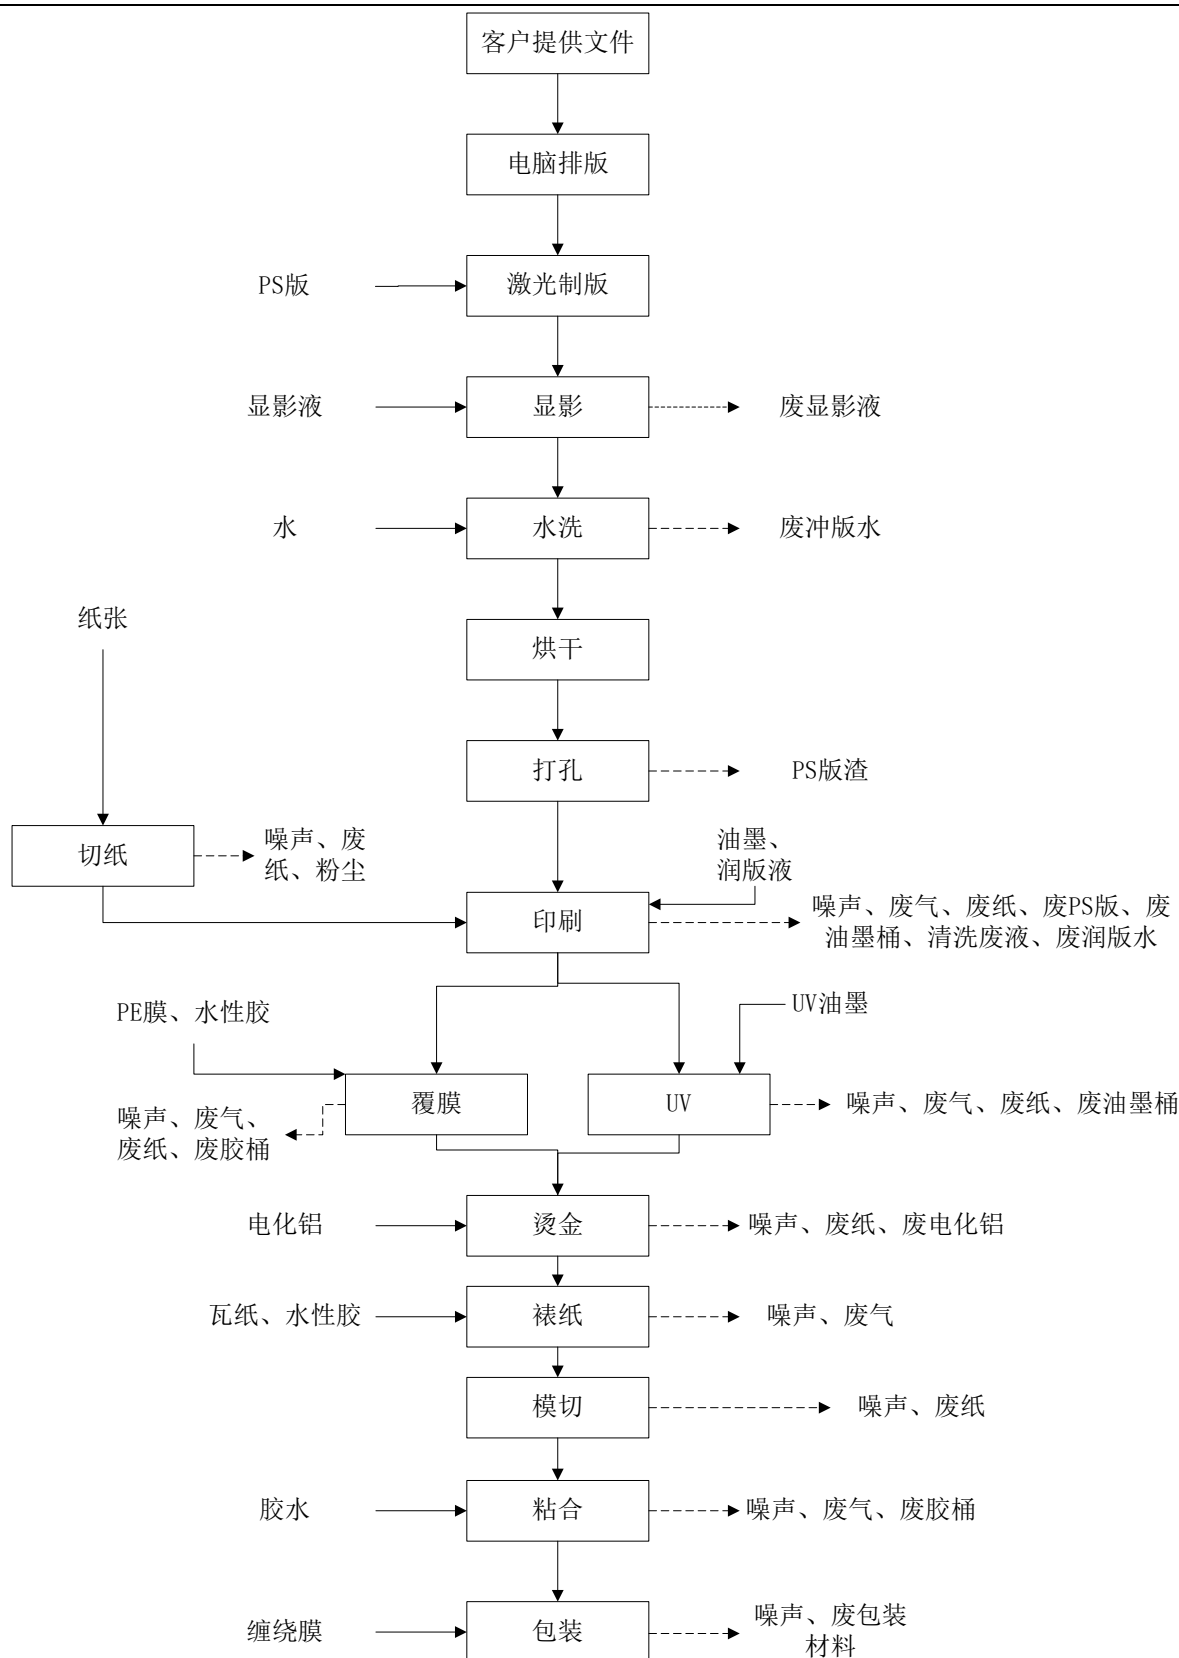 客户提供文件
电脑排版
PS版
激光制版
显影液
显影
废显影液
水
水洗
废冲版水
纸张
烘干
打孔
PS版渣
切纸
噪声、废
纸、粉尘
油墨、
润版液
印刷
噪声、废气、废纸、废PS版、废
油墨桶、清洗废液、废润版水
PE膜、水性胶
UV油墨
覆膜
UV
噪声、废气、
废纸、废胶桶
噪声、废气、废纸、废油墨桶
电化铝
烫金
噪声、废纸、废电化铝
瓦纸、水性胶
裱纸
噪声、废气
模切
噪声、废纸
胶水
粘合
噪声、废气、废胶桶
缠绕膜
包装
噪声、废包装
材料